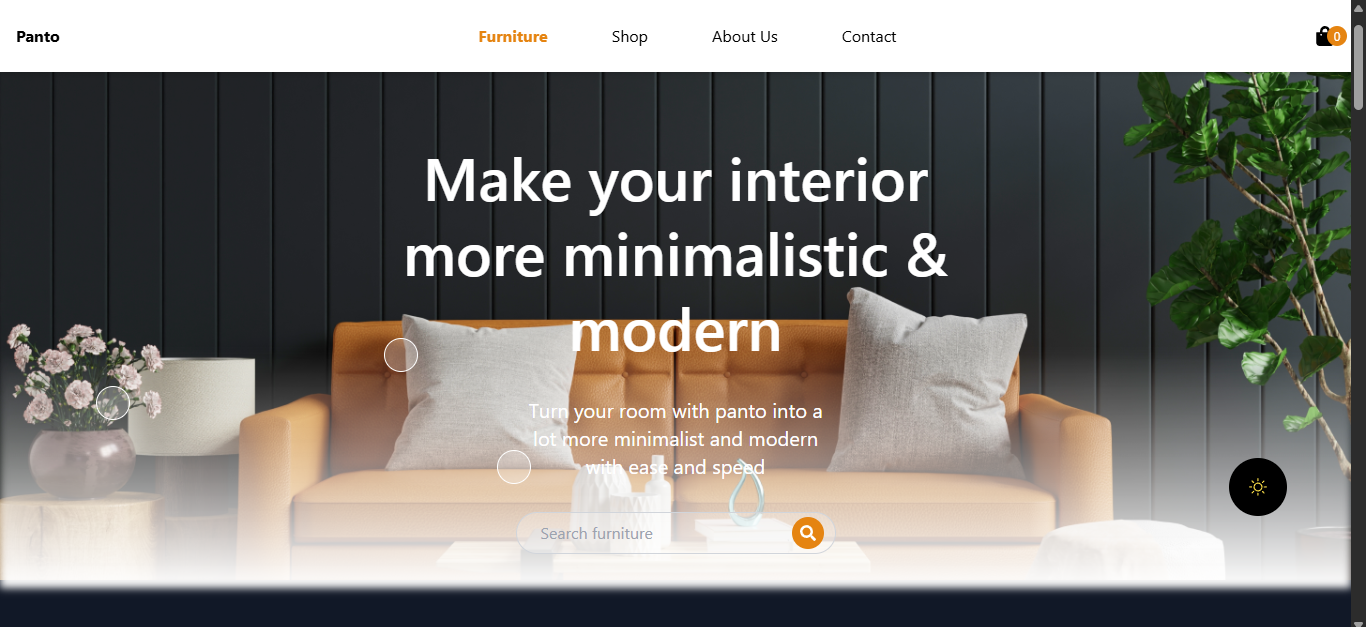 Panto
Furniture
Shop
About Us
Contact
0
Make your interior
more minimalistic &
modern
Turn your room with panto into a
lot more minimalist and modern
with ease and speed
Search furniture